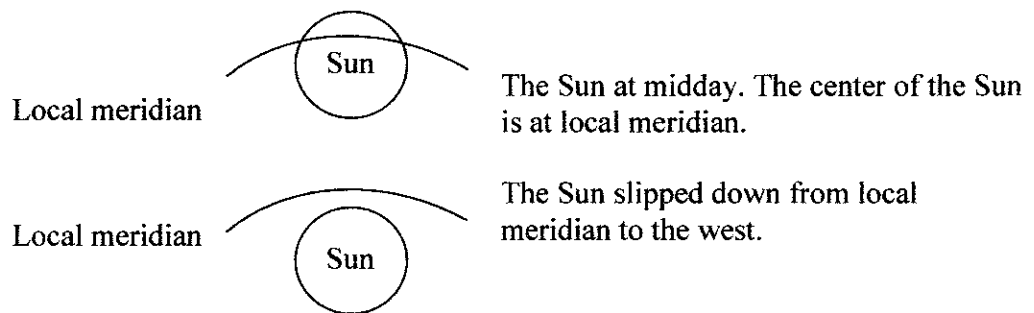 Sun
Local meridian
The Sun at midday. The center of the Sun
is at local meridian.
Local meridian
Sun
The Sun slipped down from local
meridian to the west.